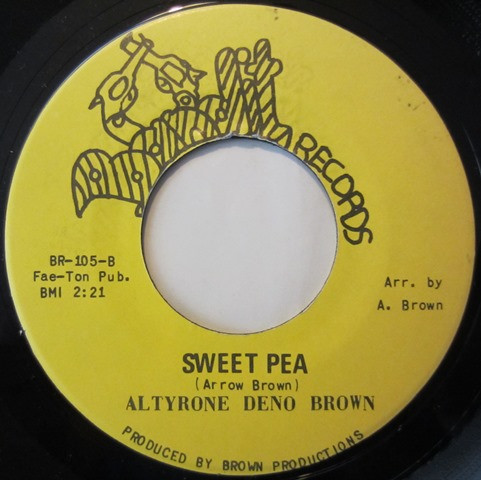 RECORDS
BR-105-B
Fae-Ton Pub.
BMI 2:21
Arr. by
A. Brown
SWEET PEA
(Arrow Brown)
ALTYRONE DENO BROWN
PRODUCED BY BROWN PRODUCTIONS